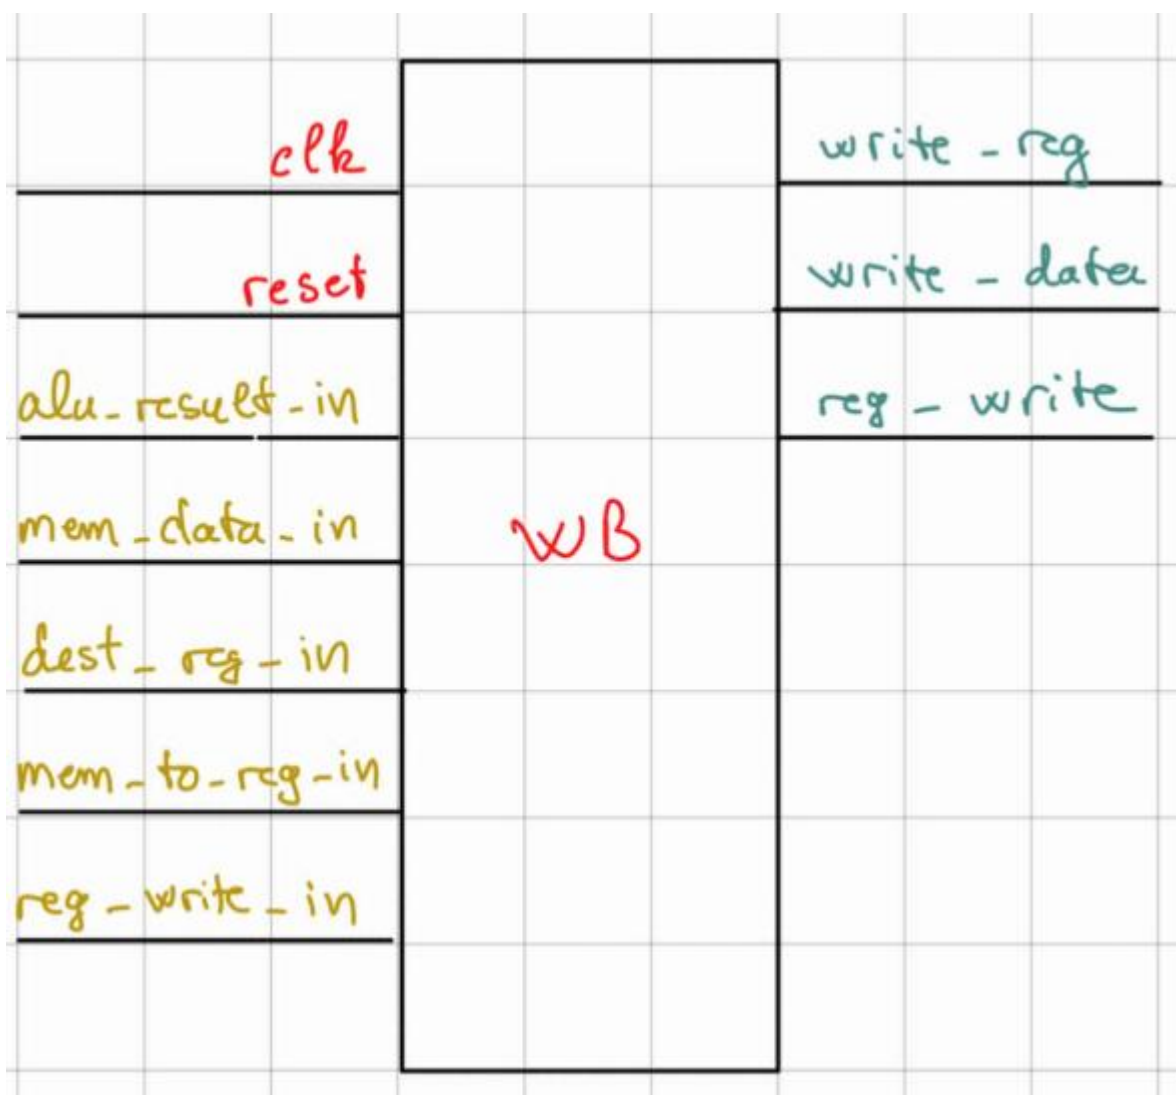 clk
reset
alu_result_in
mem_data_in
dest_reg_in
mem_to_reg_in
reg_write_in
WB
write_reg
write_data
reg_write